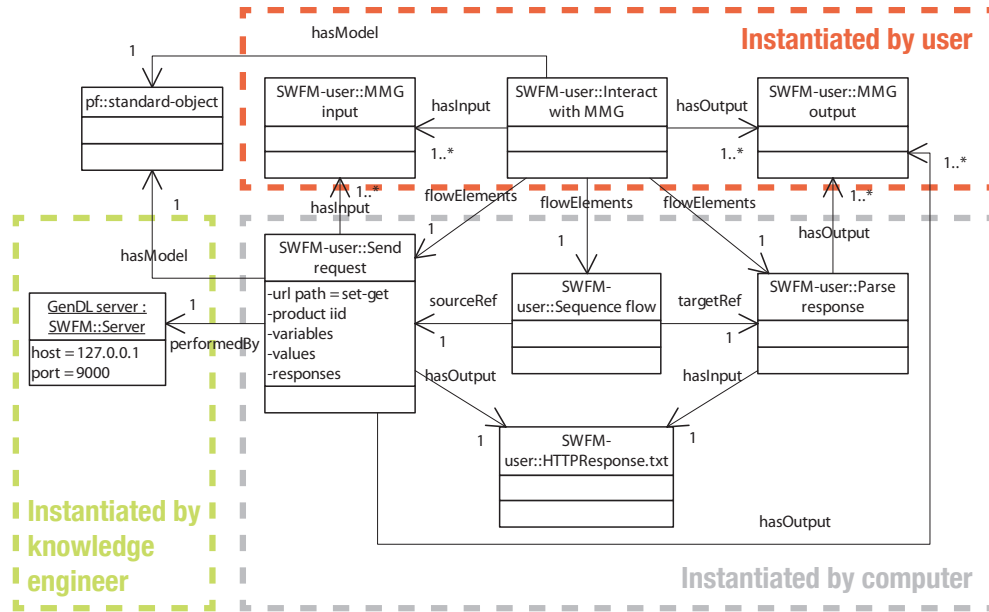 hasModel
Instantiated by user
1
pf::standard-object
SWFM-user::MMG
input
hasInput
1..*
SWFM-user::Interact
with MMG
hasOutput
1..*
SWFM-user::MMG
output
1..*
1
hasModel
1..*
hasInput
flowElements
1
flowElements
1
flowElements
1
1..*
hasOutput
SWFM-user::Send
request
-url path = set-get
-product iid
-variables
-values
-responses
GenDL server :
SWFM::Server
host = 127.0.0.1
port = 9000
1
performedBy
sourceRef
1
SWFM-
user::Sequence flow
targetRef
1
SWFM-user::Parse
response
hasOutput
1
hasInput
1
SWFM-
user::HTTPResponse.txt
hasOutput
Instantiated by
knowledge
engineer
Instantiated by computer